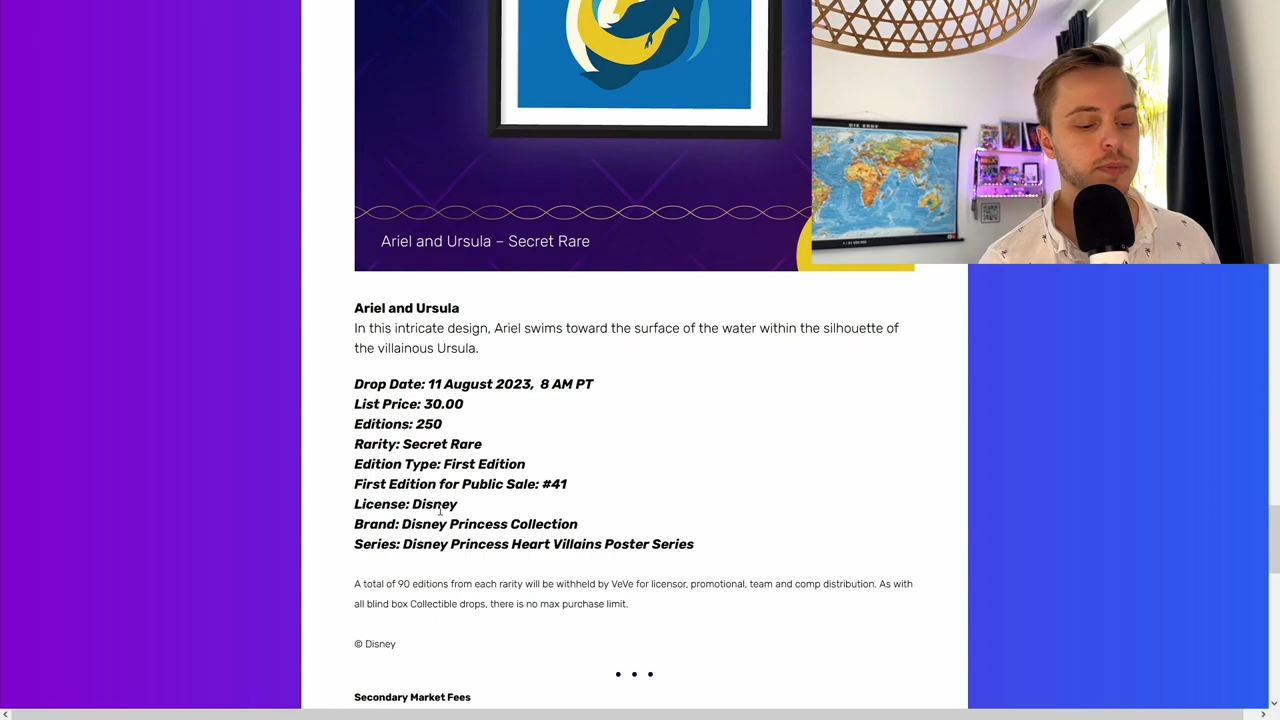 Ariel and Ursula – Secret Rare
Ariel and Ursula
In this intricate design, Ariel swims toward the surface of the water within the silhouette of
the villainous Ursula.
Drop Date: 11 August 2023, 8 AM PT
List Price: 30.00
Editions: 250
Rarity: Secret Rare
Edition Type: First Edition
First Edition for Public Sale: #41
License: Disney
Brand: Disney Princess Collection
Series: Disney Princess Heart Villains Poster Series
A total of 90 editions from each rarity will be withheld by VeVe for licensor, promotional, team and comp distribution. As with
all blind box Collectible drops, there is no max purchase limit.
© Disney
Secondary Market Fees
DIE ERDE